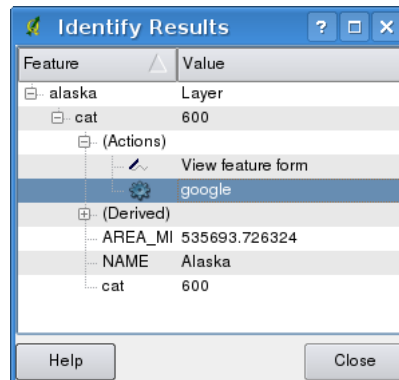 Identify Results
Feature Value
alaska Layer
cat 600
(Actions)
View feature form
google
(Derived)
AREA_MI 535693.726324
NAME Alaska
cat 600
Help Close